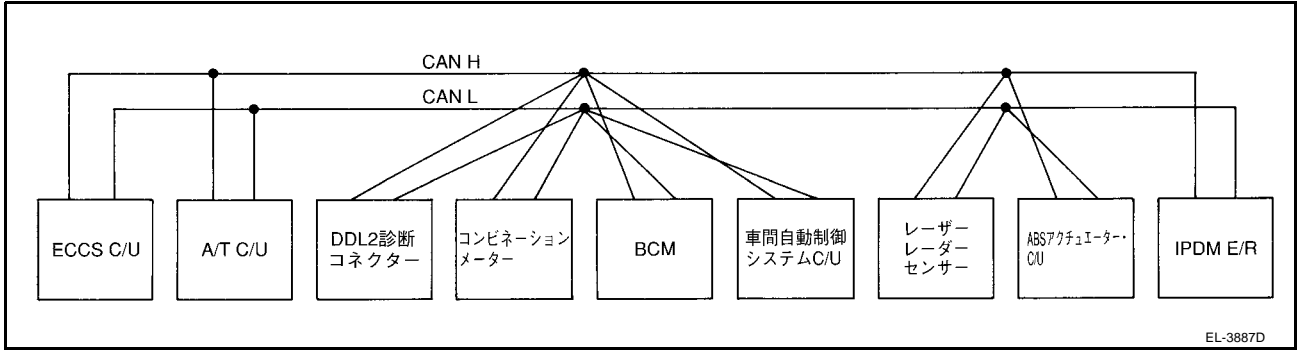 CAN H
CAN L
ECCS C/U
A/T C/U
DDL2診断
コネクター
コンビネーション
メーター
BCM
車間自動制御
システムC/U
レーザー
レーダー
センサー
ABSアクチュエーター・
C/U
IPDM E/R
EL-3887D